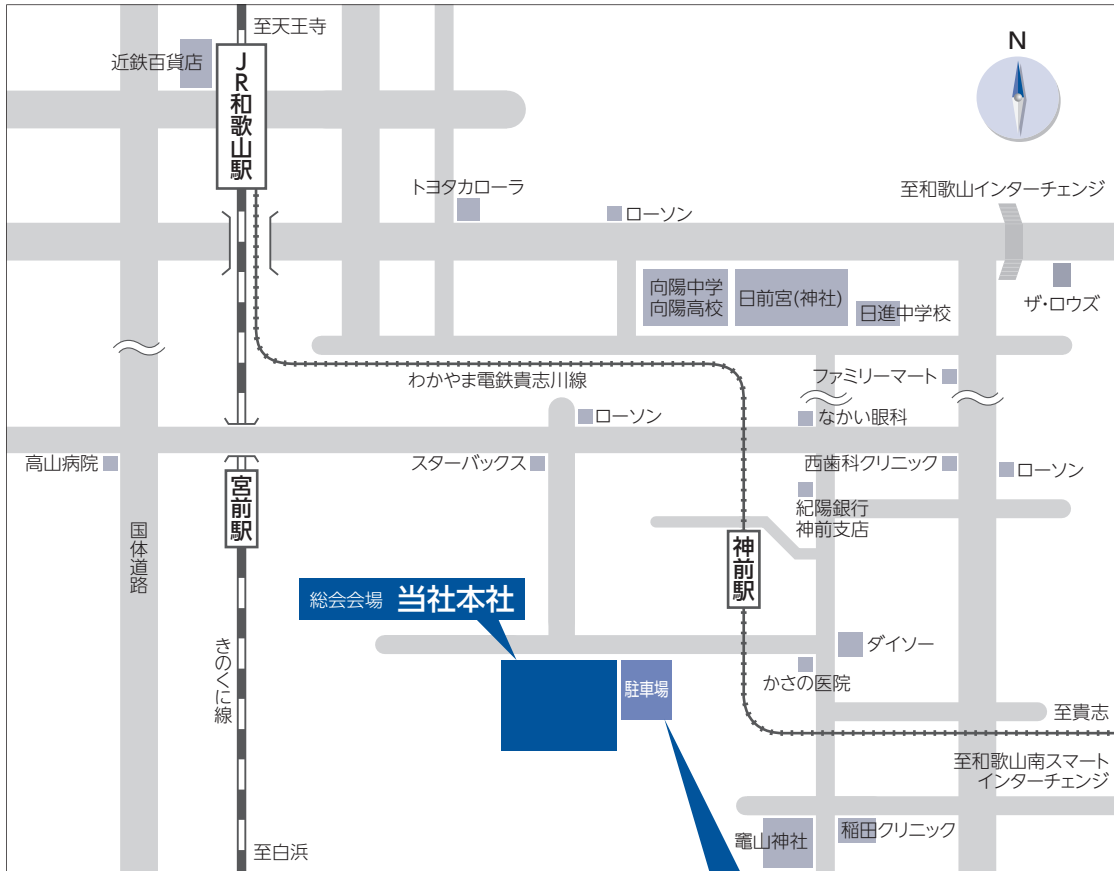 至天王寺
近鉄百貨店
JR和歌山駅
N
トヨタカローラ
ローソン
至和歌山インターチェンジ
向陽中学
向陽高校
日前宮(神社)
日進中学校
ザ・ロウズ
わかやま電鉄貴志川線
ファミリーマート
ローソン
なかい眼科
高山病院
スターバックス
西歯科クリニック
ローソン
宮前駅
紀陽銀行
神前支店
国体道路
神前駅
総会会場 当社本社
きのくに線
ダイソー
駐車場
かさの医院
至貴志
至和歌山南スマート
インターチェンジ
竈山神社
稲田クリニック
至白浜